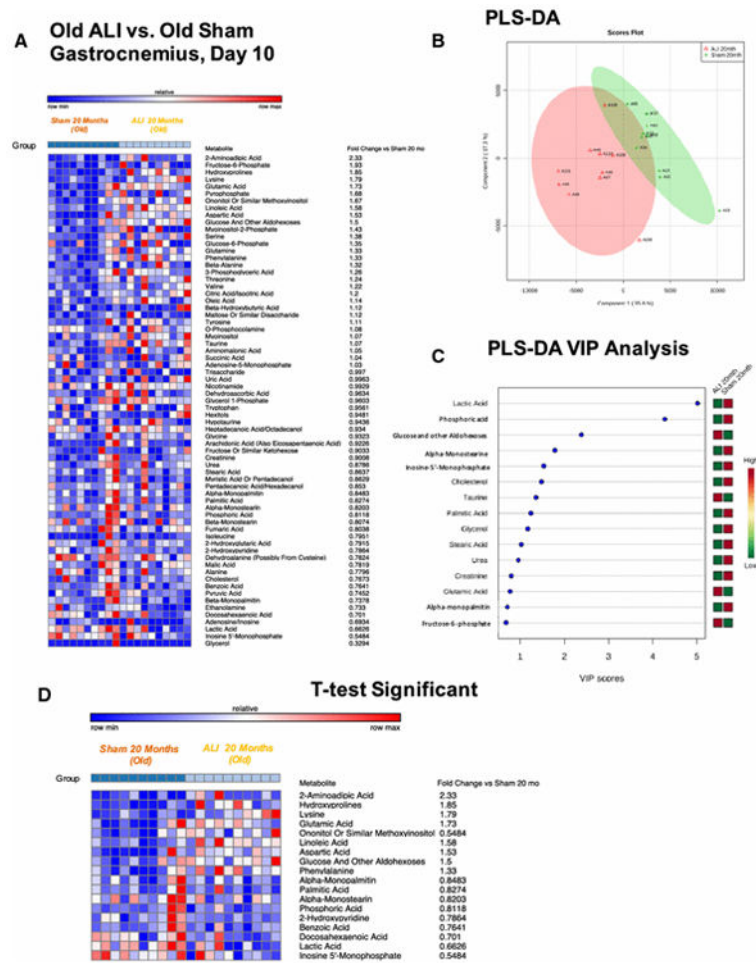 A
Old ALI vs. Old Sham
Gastrocnemius, Day 10
relative
row min
row max
Sham 20 Months
(Old)
ALI 20 Months
(Old)
Group
Metabolite Fold Change vs Sham 20 mo
2-Aminoadipic Acid 2.33
Fructose-6-Phosphate 1.93
Hydroxyprolines 1.85
Lysine 1.79
Glutamic Acid 1.73
Pyrophosphate 1.68
Ononitol Or Similar Methoxyinositol 1.67
Linoleic Acid 1.58
Aspartic Acid 1.53
Glucose And Other Aldohexoses 1.5
Myoinositol-2-Phosphate 1.43
Serine 1.38
Glucose-6-Phosphate 1.35
Glutamine 1.33
Phenylalanine 1.33
Beta-Alanine 1.32
3-Phosphoglyceric Acid 1.26
Threonine 1.24
Valine 1.22
Citric Acid/Isocitric Acid 1.2
Oleic Acid 1.14
Beta-Hydroxybutyric Acid 1.12
Maltose Or Similar Disaccharide 1.12
Tyrosine 1.11
O-Phosphocolamine 1.08
Myoinositol 1.07
Taurine 1.07
Aminomalonic Acid 1.05
Succinic Acid 1.04
Adenosine-5-Monophosphate 1.03
Trisaccharide 0.997
Uric Acid 0.9963
Nicotinamide 0.9929
Dehydroascorbic Acid 0.9634
Glycerol 1-Phosphate 0.9603
Tryptophan 0.9561
Hexitols 0.9481
Hypotaurine 0.9436
Heptadecanoic Acid/Octadecanol 0.934
Glycine 0.9323
Arachidonic Acid (Also Eicosapentaenoic Acid) 0.9226
Fructose Or Similar Ketohexose 0.9033
Creatinine 0.9008
Urea 0.8786
Stearic Acid 0.8637
Myristic Acid Or Pentadecanol 0.8629
Pentadecanoic Acid/Hexadecanol 0.853
Alpha-Monopalmitin 0.8483
Palmitic Acid 0.8274
Alpha-Monostearin 0.8203
Phosphoric Acid 0.8118
Beta-Monostearin 0.8074
Fumaric Acid 0.8038
Isoleucine 0.7951
2-Hydroxyglutaric Acid 0.7915
2-Hydroxypyridine 0.7864
Dehydroalanine (Possibly From Cysteine) 0.7824
Malic Acid 0.7819
Alanine 0.7796
Cholesterol 0.7673
Benzoic Acid 0.7641
Pyruvic Acid 0.7452
Beta-Monopalmitin 0.7378
Ethanolamine 0.733
Docosahexaenoic Acid 0.701
Adenosine/Inosine 0.6934
Lactic Acid 0.6626
Inosine 5'-Monophosphate 0.5484
Glycerol 0.3294
B
PLS-DA
Scores Plot
ALI 20mth
Sham 20mth
Component 2 ( 17.3 %)
5000
0
-5000
-10000
-5000
0
5000
10000
Component 1
C
PLS-DA VIP Analysis
ALI 20mth
Sham 20mth
Lactic Acid
Phosphoric acid
Glucose and other Aldohexoses
Alpha-Monostearine
Inosine-5'-Monophosphate
Cholesterol
Taurine
Palmitic Acid
Glycerol
Stearic Acid
Urea
Creatinine
Glutamic Acid
Alpha-monopalmitin
Fructose-6-phosphate
High
Low
1 2 3 4 5
VIP scores
D
T-test Significant
relative
row min
row max
Sham 20 Months
(Old)
ALI 20 Months
(Old)
Group
Metabolite Fold Change vs Sham 20 mo
2-Aminoadipic Acid 2.33
Hydroxyprolines 1.85
Lysine 1.79
Glutamic Acid 1.73
Ononitol Or Similar Methoxyinositol 0.5484
Linoleic Acid 1.58
Aspartic Acid 1.53
Glucose And Other Aldohexoses 1.5
Phenylalanine 1.33
Alpha-Monopalmitin 0.8483
Palmitic Acid 0.8274
Alpha-Monostearin 0.8203
Phosphoric Acid 0.8118
2-Hydroxypyridine 0.7864
Benzoic Acid 0.7641
Docosahexaenoic Acid 0.701
Lactic Acid 0.6626
Inosine 5'-Monophosphate 0.5484